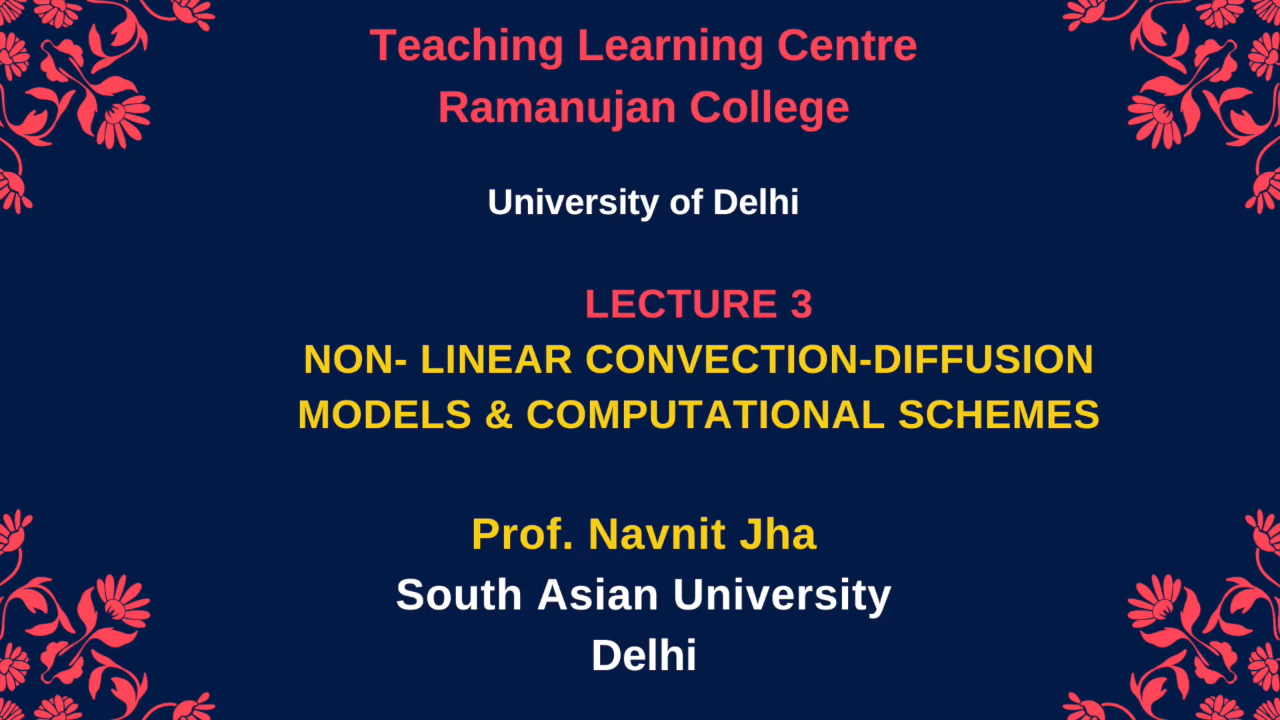 Teaching Learning Centre
Ramanujan College
University of Delhi
LECTURE 3
NON- LINEAR CONVECTION-DIFFUSION
MODELS & COMPUTATIONAL SCHEMES
Prof. Navnit Jha
South Asian University
Delhi